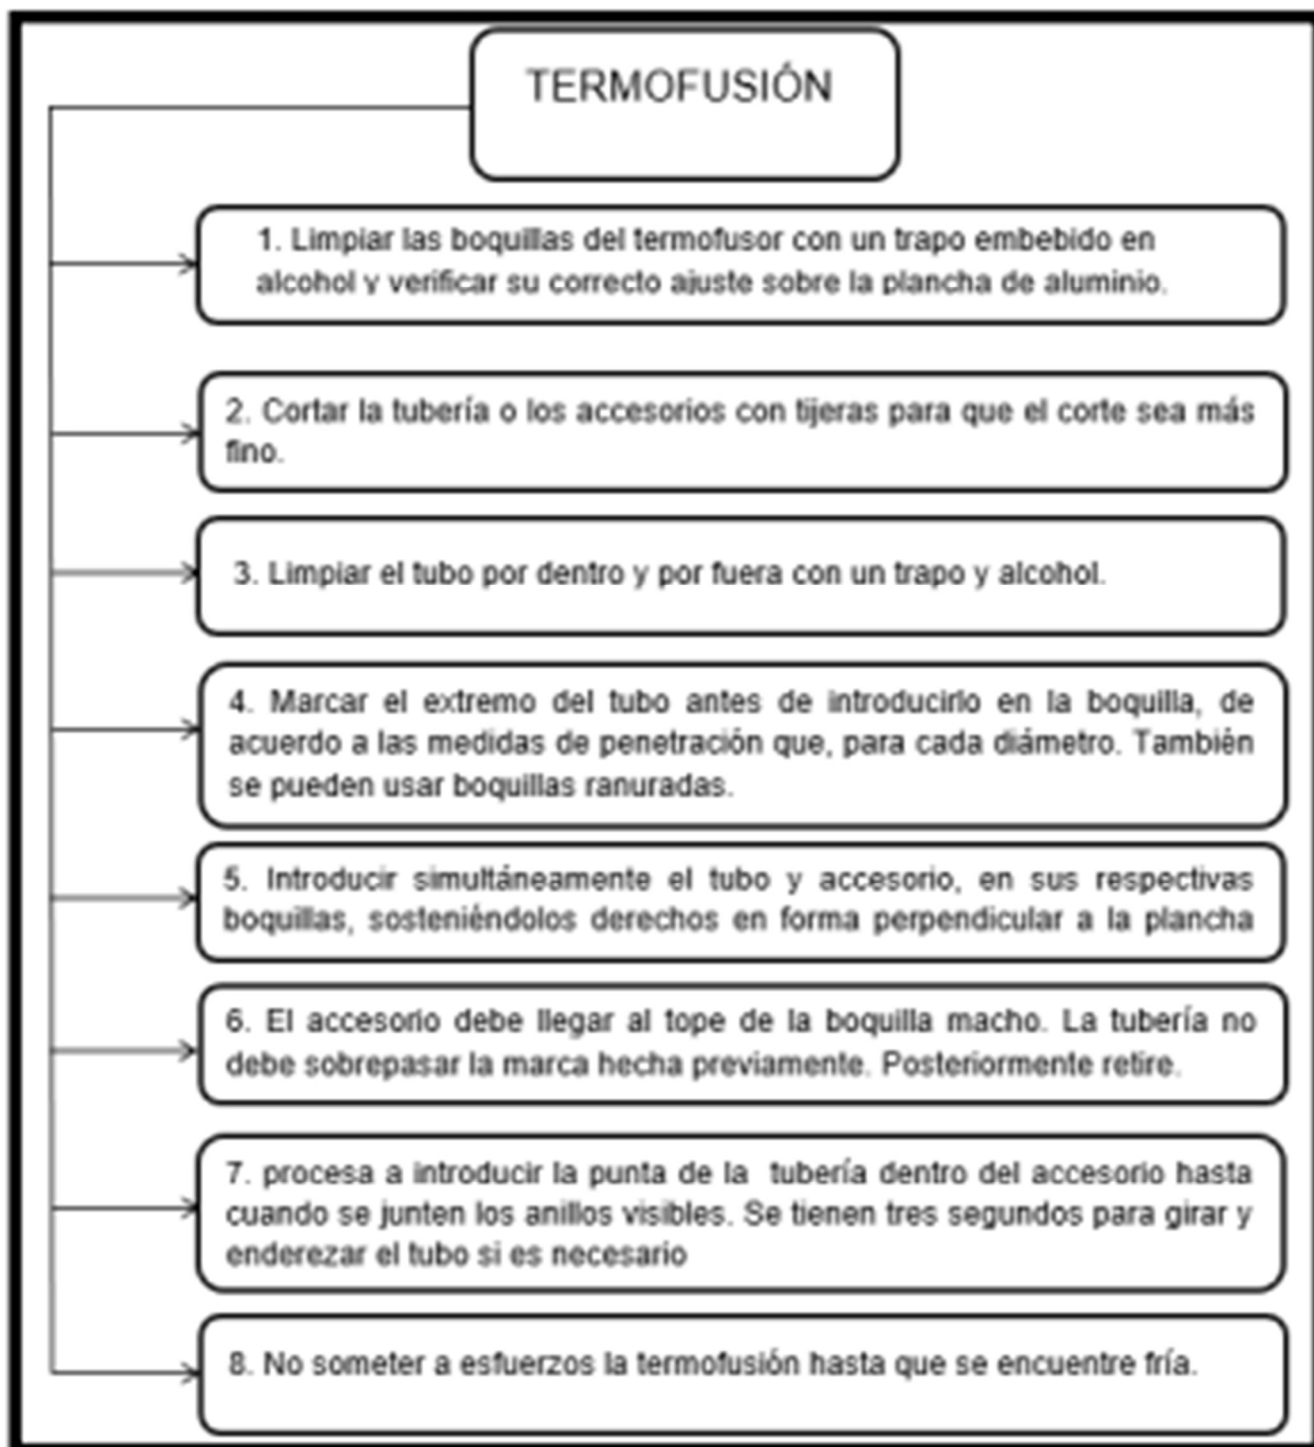 TERMOFUSIÓN
1. Limpiar las boquillas del termofusor con un trapo embebido en
alcohol y verificar su correcto ajuste sobre la plancha de aluminio.
2. Cortar la tubería o los accesorios con tijeras para que el corte sea más
fino.
3. Limpiar el tubo por dentro y por fuera con un trapo y alcohol.
4. Marcar el extremo del tubo antes de introducirlo en la boquilla, de
acuerdo a las medidas de penetración que, para cada diámetro. También
se pueden usar boquillas ranuradas.
5. Introducir simultáneamente el tubo y accesorio, en sus respectivas
boquillas, sosteniéndolos derechos en forma perpendicular a la plancha
6. El accesorio debe llegar al tope de la boquilla macho. La tubería no
debe sobrepasar la marca hecha previamente. Posteriormente retire.
7. procesa a introducir la punta de la tubería dentro del accesorio hasta
cuando se junten los anillos visibles. Se tienen tres segundos para girar y
enderezar el tubo si es necesario
8. No someter a esfuerzos la termofusión hasta que se encuentre fría.